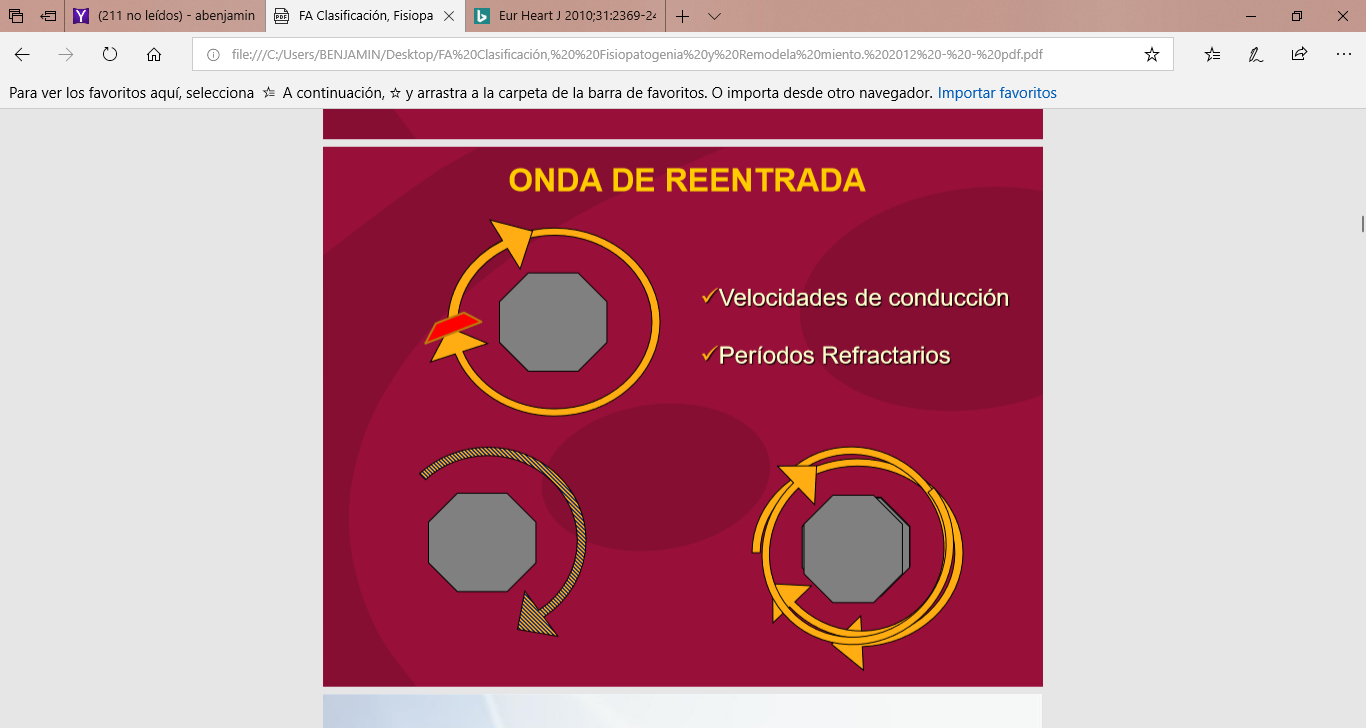 (211 no leídos) - abenjamin
FA Clasificación, Fisiopa
Eur Heart J 2010;31:2369-24
file:///C:/Users/BENJAMIN/Desktop/FA%20Clasificación,%20%20Fisiopatogenia%20y%20Remodela%20miento.%202012%20-%20-%20pdf.pdf
Para ver los favoritos aquí, selecciona A continuación, y arrastra a la carpeta de la barra de favoritos. O importa desde otro navegador. Importar favoritos
ONDA DE REENTRADA
Velocidades de conducción
Períodos Refractarios